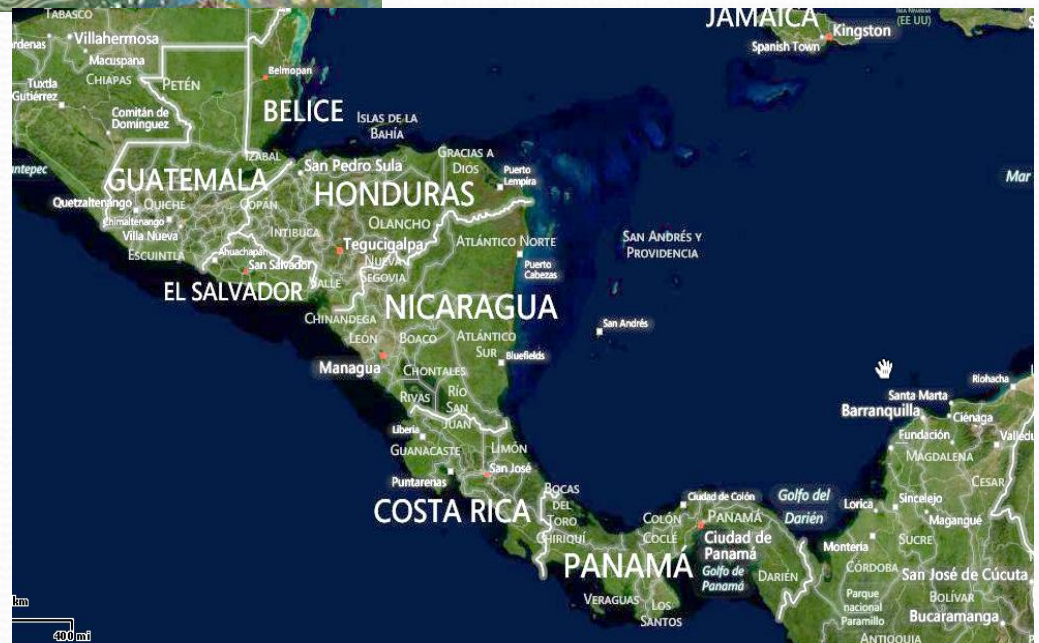 TABASCO
Villahermosa
Macuspana
CHIAPAS
Tuxtla
Gutiérrez
Comitán de
Domínguez
PETÉN
Belmopan
BELICE
ISLAS DE LA
BAHÍA
JAMAICA
Kingston
Spanish Town
(EE UU)
IZABAL
San Pedro Sula
GRACIAS A
DIOS
Puerto
Lempira
Mar
GUATEMALA
HONDURAS
Quetzaltenango
QUICHÉ
COPÁN
Chimaltenango
Villa Nueva
INTIBUCA
OLANCHO
ESCUINTLA
Ahuachapán
Tegucigalpa
ATLÁNTICO NORTE
SAN ANDRÉS Y
PROVIDENCIA
San Salvador
NUEVA
SEGOVIA
Puerto
Cabezas
EL SALVADOR
VALLE
NICARAGUA
CHINANDEGA
San Andrés
LEÓN
BOACO
ATLÁNTICO
SUR
Bluefields
Managua
CHONTALES
RIVAS
RÍO
SAN
JUAN
Riohacha
Santa Marta
Barranquilla
Ciénaga
Liberia
GUANACASTE
LIMÓN
Fundación
MAGDALENA
San José
Puntarenas
CESAR
COSTA RICA
BOCAS
DEL
TORO
CHIRIQUÍ
Ciudad de Colón
Golfo del
Darién
Lorica
Sincelejo
Magangué
COLÓN
PANAMÁ
COCLÉ
Ciudad de
Panamá
SUCRE
Montería
PANAMÁ
Golfo de
Panamá
DARIÉN
CÓRDOBA
San José de Cúcuta
VERAGUAS
LOS
SANTOS
Parque
nacional
Paramillo
BOLÍVAR
Bucaramanga
km
400 mi
ANTIOQUIA